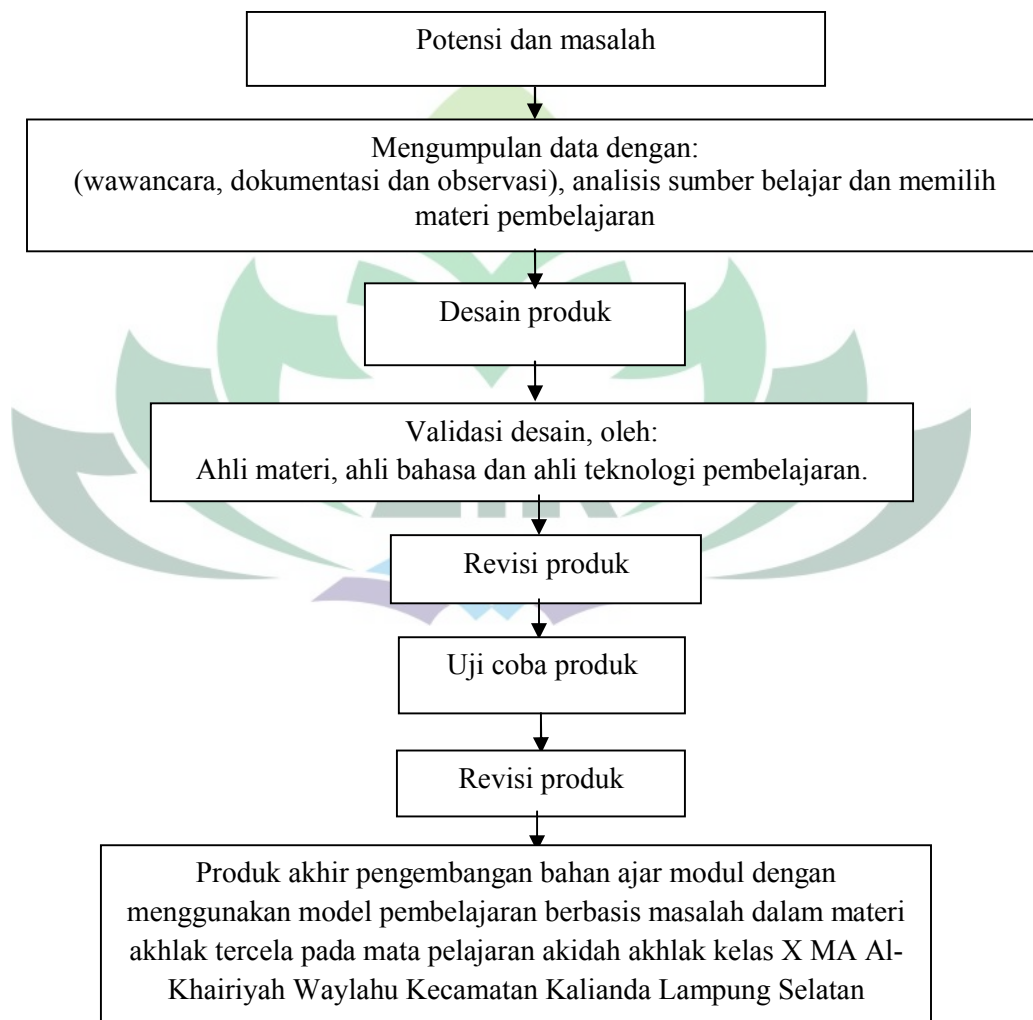 Potensi dan masalah
Mengumpulan data dengan:
(wawancara, dokumentasi dan observasi), analisis sumber belajar dan memilih
materi pembelajaran
Desain produk
Validasi desain, oleh:
Ahli materi, ahli bahasa dan ahli teknologi pembelajaran.
Revisi produk
Uji coba produk
Revisi produk
Produk akhir pengembangan bahan ajar modul dengan
menggunakan model pembelajaran berbasis masalah dalam materi
akhlak tercela pada mata pelajaran akidah akhlak kelas X MA Al-
Khairiyah Waylahu Kecamatan Kalianda Lampung Selatan